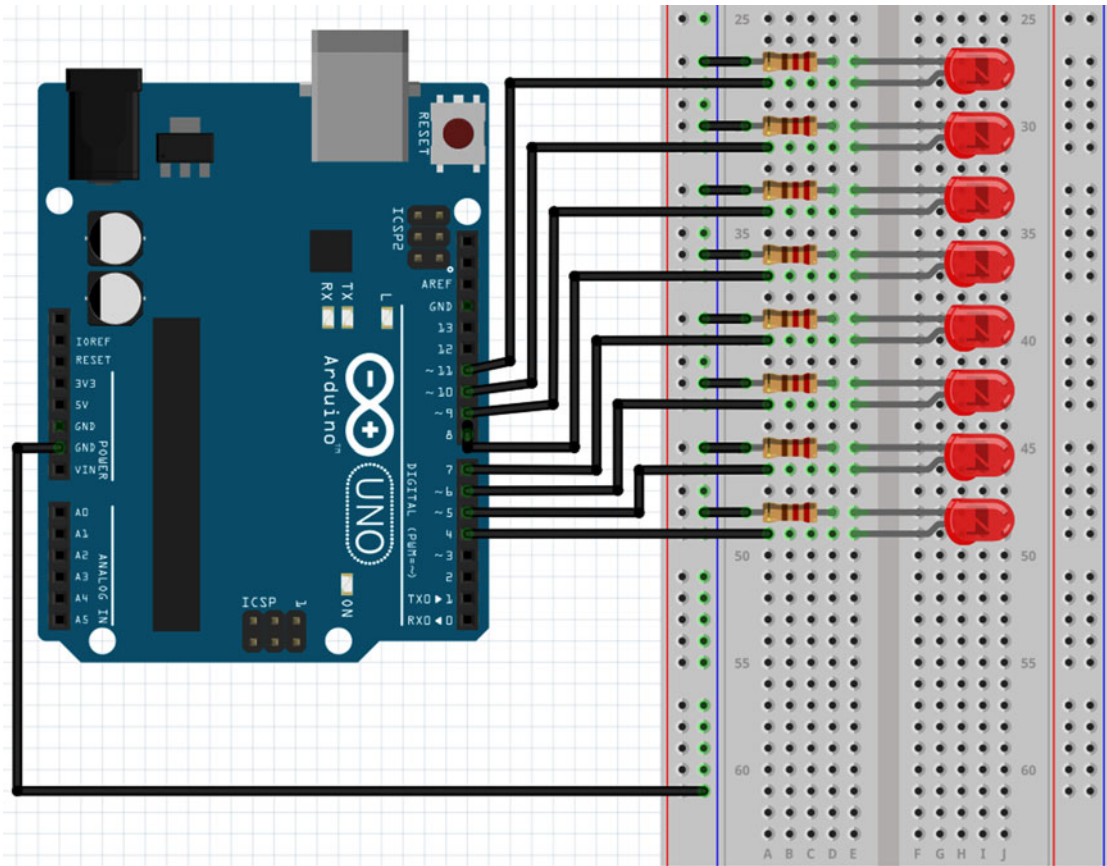 25 25
RESET
ICSP2
30 30
35 35
AREF
GND
13
12
~11
~10
~9
8
7
~6
~5
4
~3
2
TX0▶1
RX0◀0
RX
TX
L
IOREF
RESET
3V3
5V
GND
GND
VIN
POWER
A0
A1
A2
A3
A4
A5
ANALOG IN
Arduino™
UNO
DIGITAL (PWM=~)
ICSP 1
ON
40 40
45 45
50 50
55 55
60 60
A B C D E F G H I J